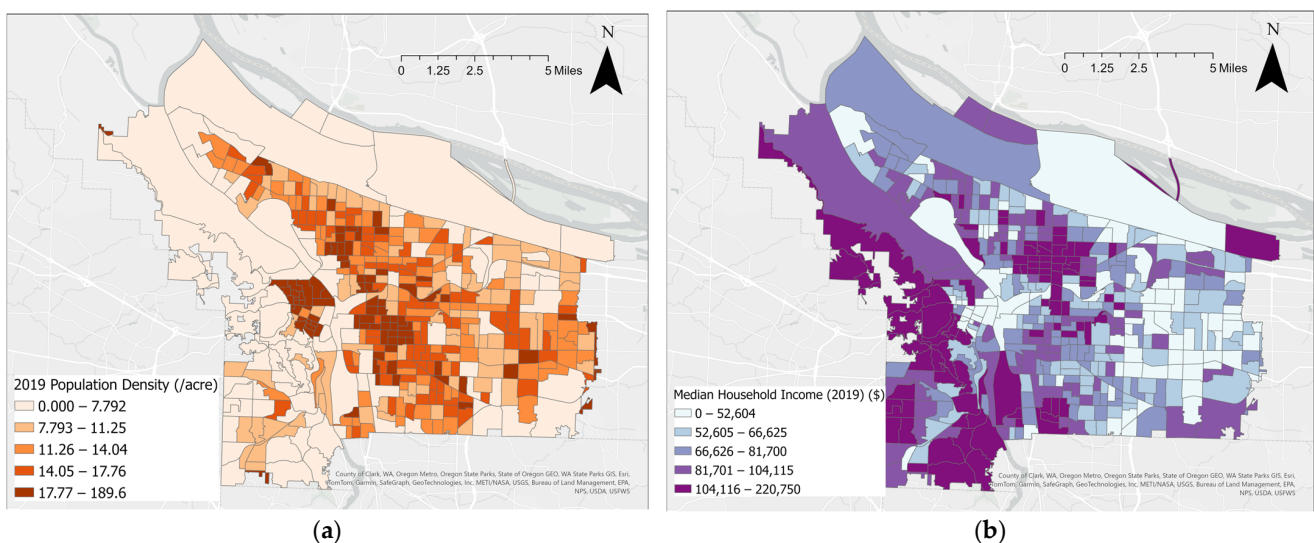 N
0 1.25 2.5 5 Miles
2019 Population Density (/acre)
0.000 – 7.792
7.793 – 11.25
11.26 – 14.04
14.05 – 17.76
17.77 – 189.6
County of Clark, WA, Oregon Metro, Oregon State Parks, State of Oregon GEO, WA State Parks GIS, Esri,
TomTom, Garmin, SafeGraph, GeoTechnologies, Inc, METI/NASA, USGS, Bureau of Land Management, EPA,
NPS, USDA, USFWS
(a)
N
0 1.25 2.5 5 Miles
Median Household Income (2019) ($)
0 – 52,604
52,605 – 66,625
66,626 – 81,700
81,701 – 104,115
104,116 – 220,750
County of Clark, WA, Oregon Metro, Oregon State Parks, State of Oregon GEO, WA State Parks GIS, Esri,
TomTom, Garmin, SafeGraph, GeoTechnologies, Inc, METI/NASA, USGS, Bureau of Land Management, EPA,
NPS, USDA, USFWS
(b)